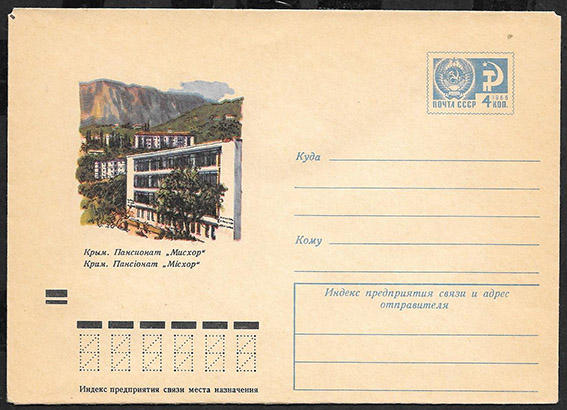 1966
ПОЧТА СССР 4 КОП.
Куда
Крым. Пансионат „Мисхор“
Крим. Пансіонат „Місхор“
Кому
Индекс предприятия связи и адрес
отправителя
Индекс предприятия связи места назначения